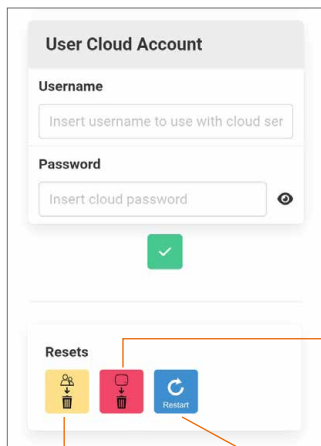 User Cloud Account
Username
Insert username to use with cloud ser
Password
Insert cloud password
Resets
Restart